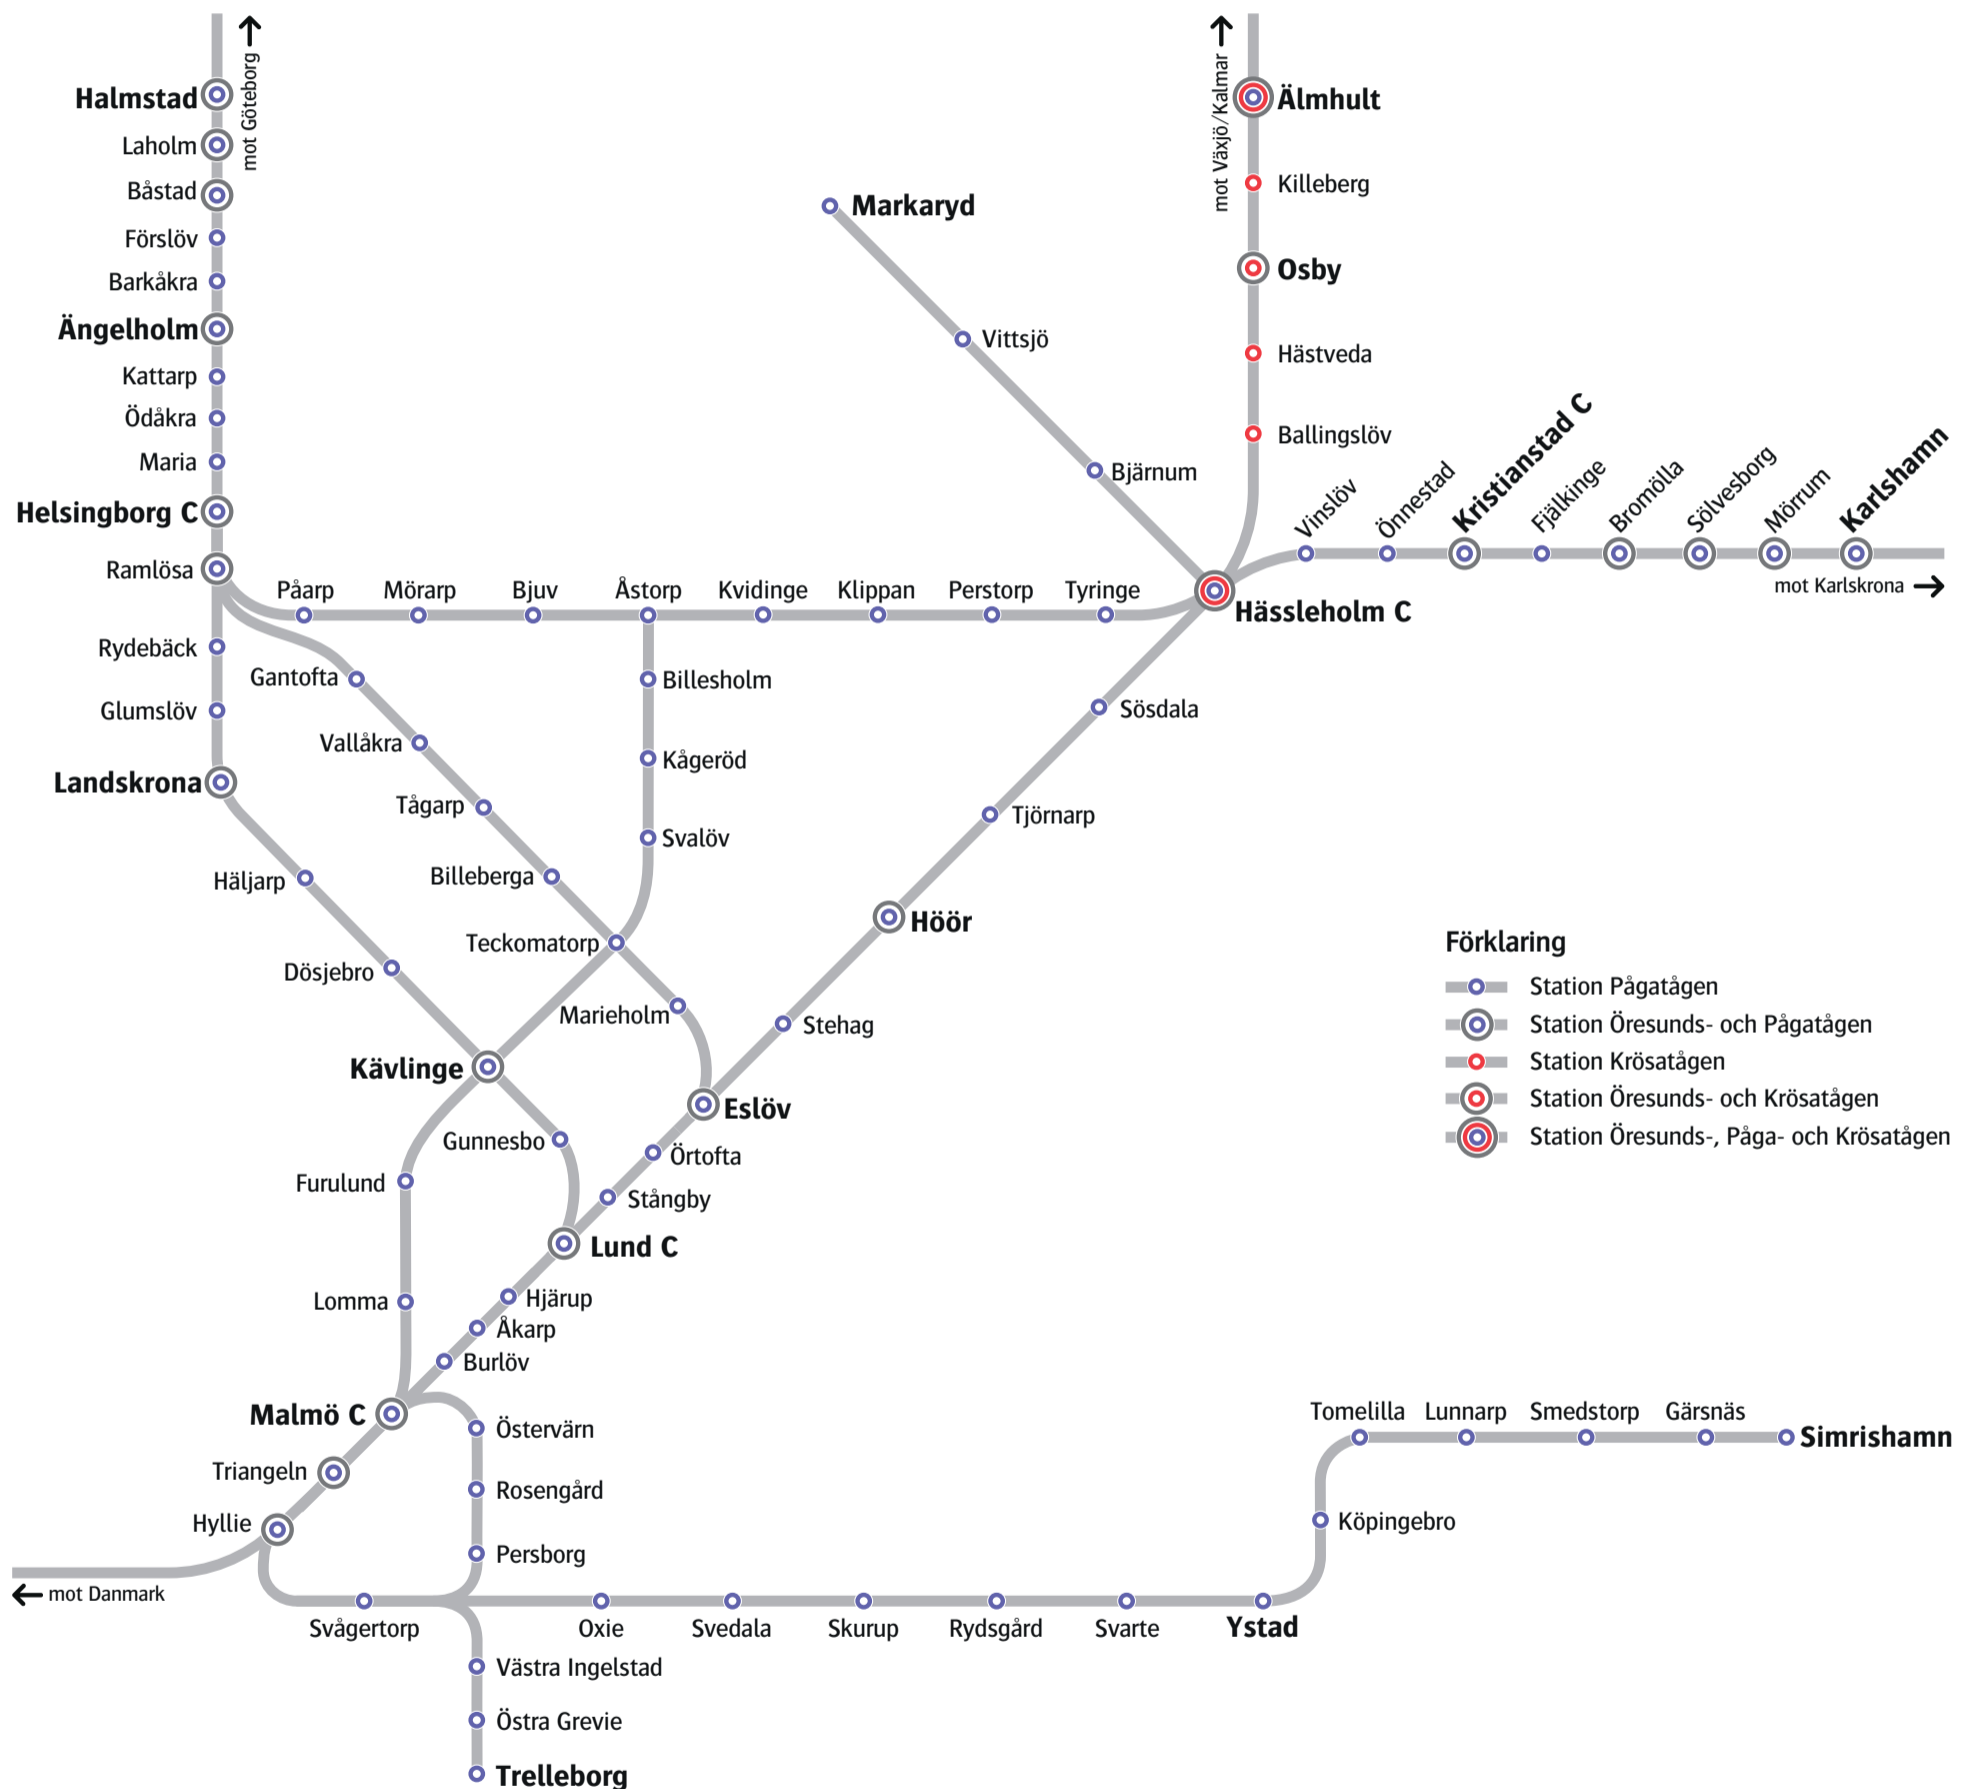 mot Göteborg
Halmstad
Laholm
Båstad
Förslöv
Barkåkra
Ängelholm
Kattarp
Ödåkra
Maria
Helsingborg C
Ramlösa
Rydebäck
Glumslöv
Landskrona
Häljarp
Dösjebro
Kävlinge
Furulund
Lomma
Gunnesbo
Påarp
Mörarp
Bjuv
Åstorp
Kvidinge
Klippan
Perstorp
Tyringe
Gantofta
Vallåkra
Tågarp
Billeberga
Teckomatorp
Marieholm
Billesholm
Kågeröd
Svalöv
Markaryd
Vittsjö
Bjärnum
mot Växjö/Kalmar
Älmhult
Killeberg
Osby
Hästveda
Ballingslöv
Hässleholm C
Vinslöv
Önnestad
Kristianstad C
Fjälkinge
Bromölla
Sölvesborg
Mörrum
Karlshamn
mot Karlskrona
Sösdala
Tjörnarp
Höör
Stehag
Eslöv
Örtofta
Stångby
Lund C
Hjärup
Åkarp
Burlöv
Malmö C
Triangeln
Hyllie
mot Danmark
Östervärn
Rosengård
Persborg
Svågertorp
Oxie
Svedala
Skurup
Rydsgård
Svarte
Ystad
Köpingebro
Tomelilla
Lunnarp
Smedstorp
Gärsnäs
Simrishamn
Västra Ingelstad
Östra Grevie
Trelleborg
Förklaring
Station Pågatågen
Station Öresunds- och Pågatågen
Station Krösatågen
Station Öresunds- och Krösatågen
Station Öresunds-, Påga- och Krösatågen